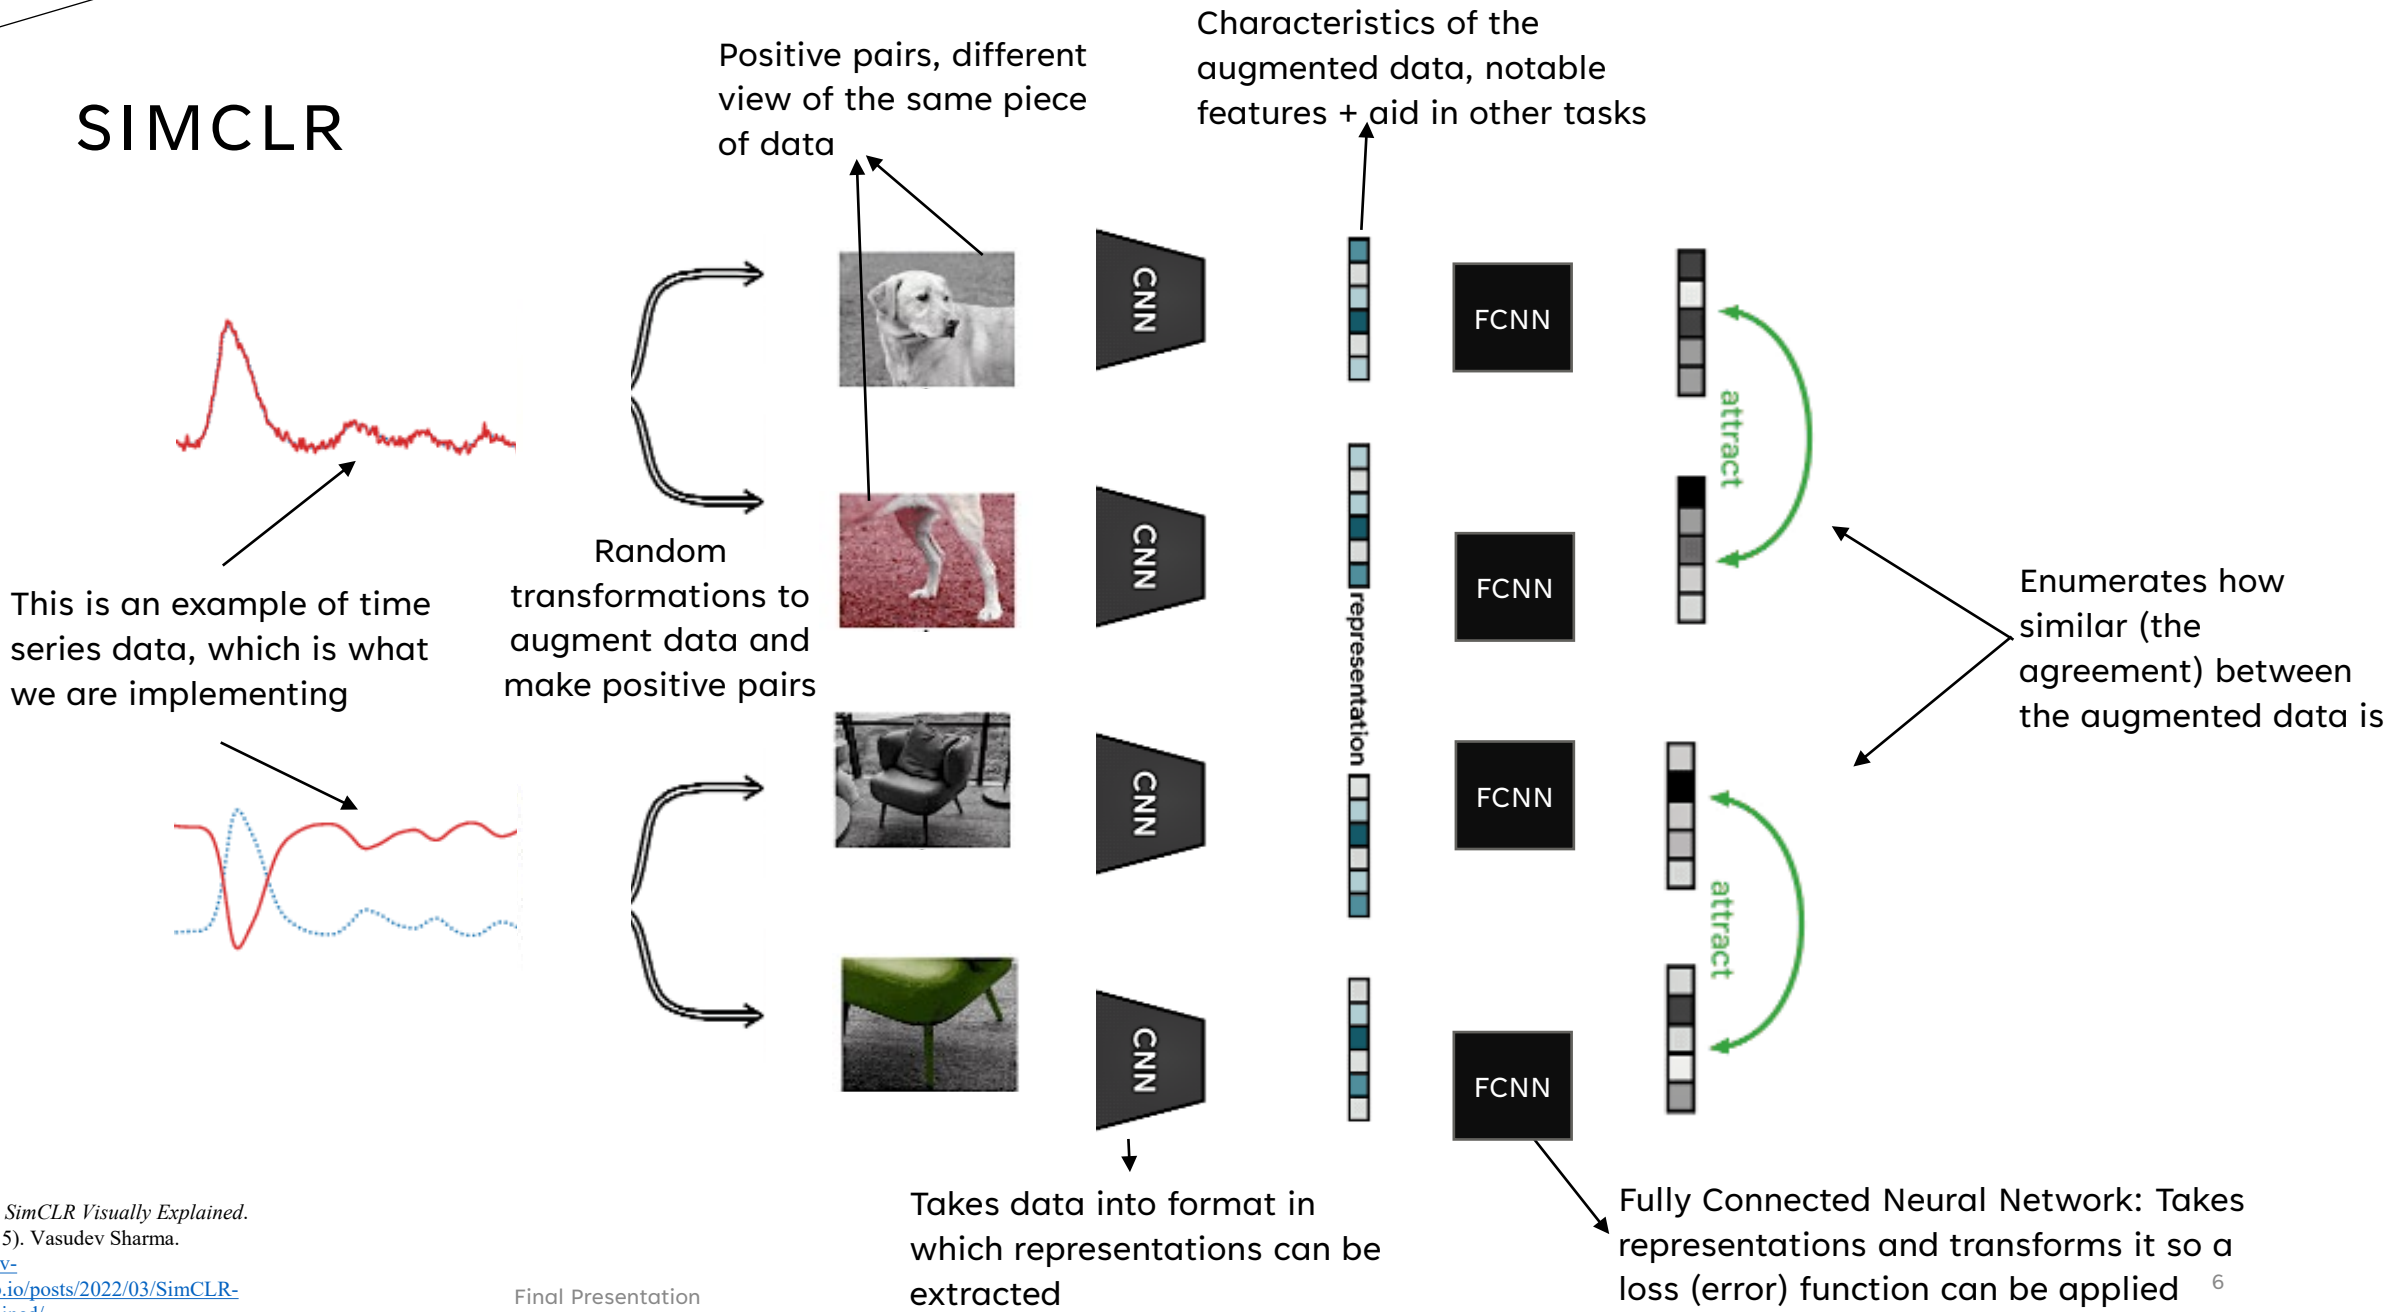 SIMCLR
Positive pairs, different
view of the same piece
of data
Characteristics of the
augmented data, notable
features + aid in other tasks
This is an example of time
series data, which is what
we are implementing
Random
transformations to
augment data and
make positive pairs
CNN
CNN
CNN
CNN
representation
FCNN
FCNN
FCNN
FCNN
attract
attract
Enumerates how
similar (the
agreement) between
the augmented data is
Takes data into format in
which representations can be
extracted
Fully Connected Neural Network: Takes
representations and transforms it so a
loss (error) function can be applied
SimCLR Visually Explained.
5). Vasudev Sharma.
v-
.io/posts/2022/03/SimCLR-
Final Presentation
6